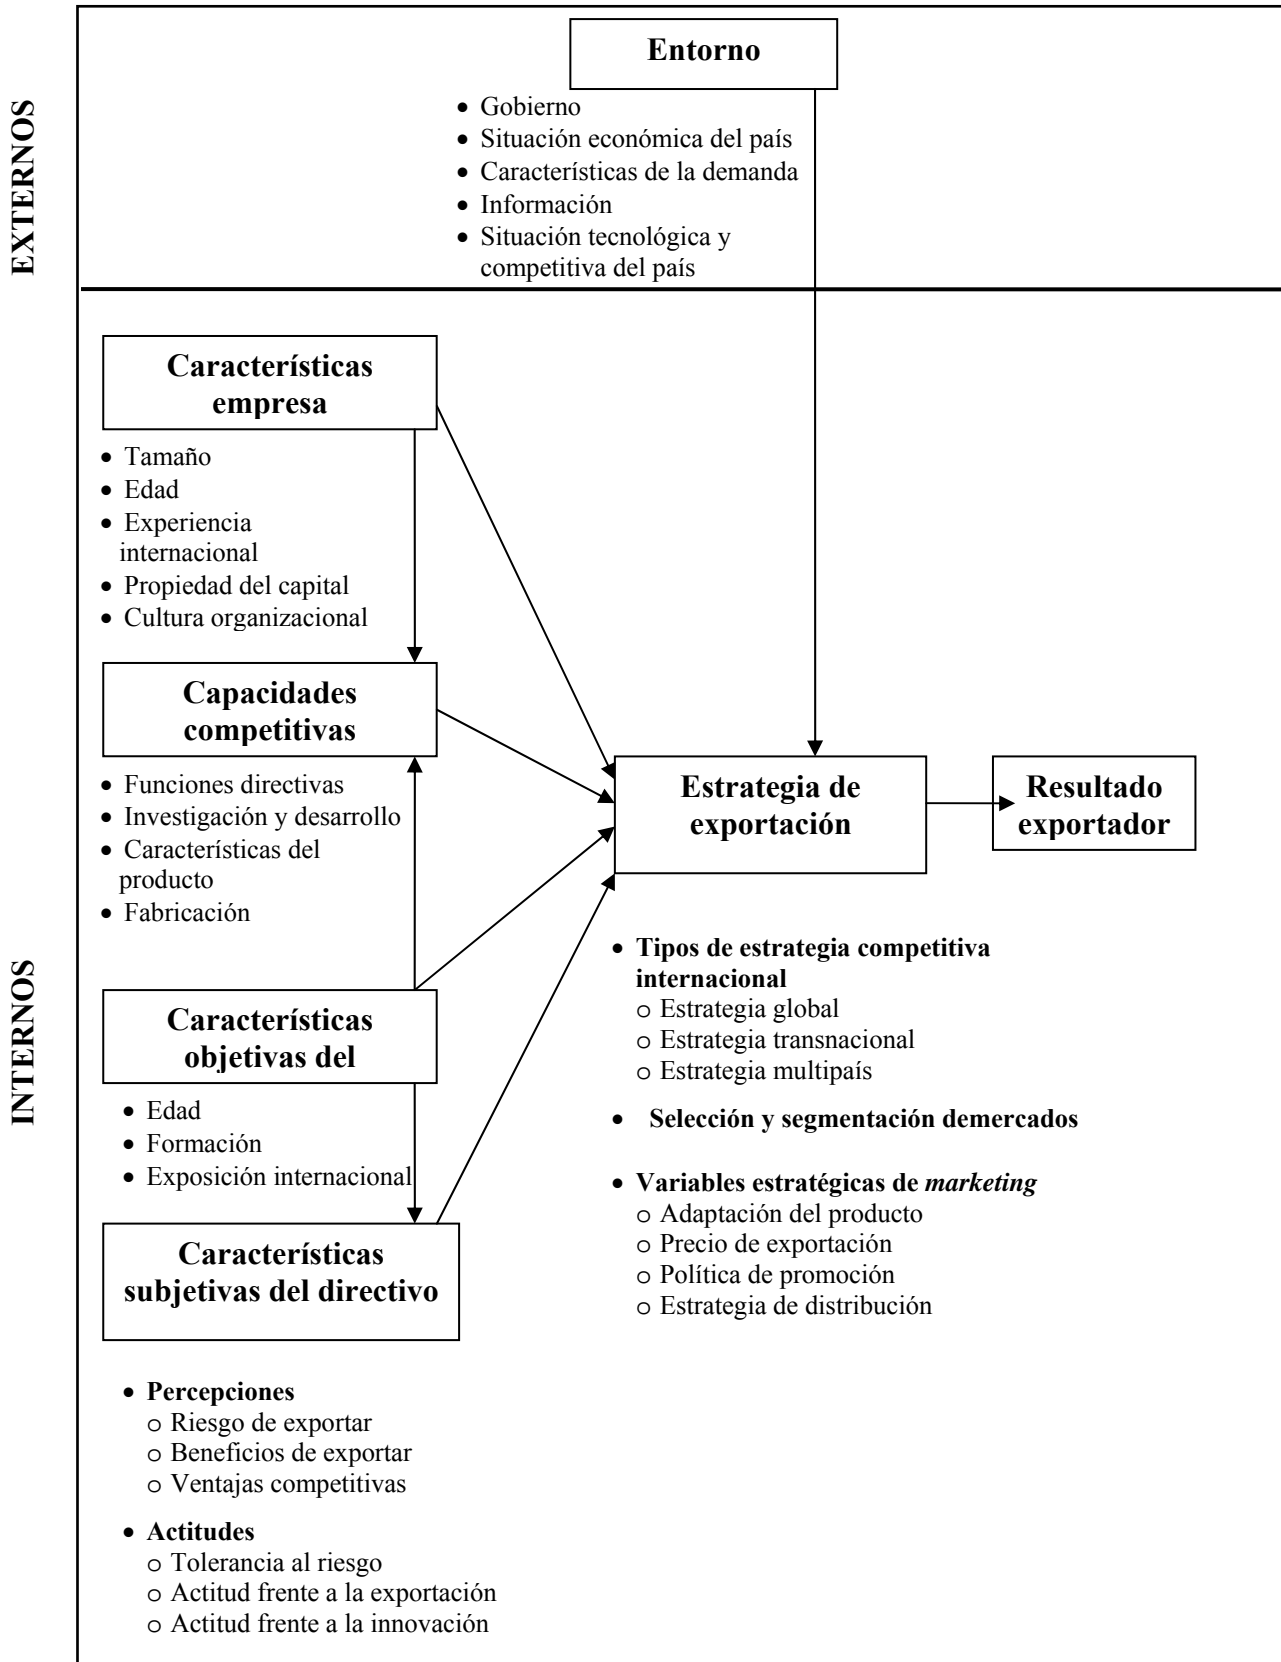 EXTERNOS
Entorno
• Gobierno
• Situación económica del país
• Características de la demanda
• Información
• Situación tecnológica y
competitiva del país
INTERNOS
Características
empresa
• Tamaño
• Edad
• Experiencia
internacional
• Propiedad del capital
• Cultura organizacional
Capacidades
competitivas
• Funciones directivas
• Investigación y desarrollo
• Características del
producto
• Fabricación
Características
objetivas del
• Edad
• Formación
• Exposición internacional
Características
subjetivas del directivo
• Percepciones
o Riesgo de exportar
o Beneficios de exportar
o Ventajas competitivas
• Actitudes
o Tolerancia al riesgo
o Actitud frente a la exportación
o Actitud frente a la innovación
Estrategia de
exportación
• Tipos de estrategia competitiva
internacional
o Estrategia global
o Estrategia transnacional
o Estrategia multipaís
• Selección y segmentación demercados
• Variables estratégicas de marketing
o Adaptación del producto
o Precio de exportación
o Política de promoción
o Estrategia de distribución
Resultado
exportador